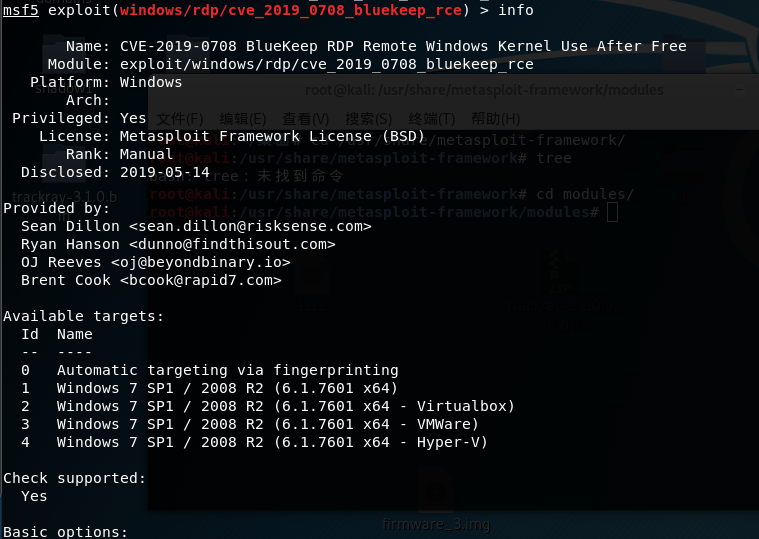 msf5 exploit(windows/rdp/cve_2019_0708_bluekeep_rce) > info
Name: CVE-2019-0708 BlueKeep RDP Remote Windows Kernel Use After Free
Module: exploit/windows/rdp/cve_2019_0708_bluekeep_rce
Platform: Windows
Arch:
Privileged: Yes
License: Metasploit Framework License (BSD)
Rank: Manual
Disclosed: 2019-05-14
Provided by:
Sean Dillon <sean.dillon@risksense.com>
Ryan Hanson <dunno@findthisout.com>
OJ Reeves <oj@beyondbinary.io>
Brent Cook <bcook@rapid7.com>
Available targets:
Id  Name
--  ----
0   Automatic targeting via fingerprinting
1   Windows 7 SP1 / 2008 R2 (6.1.7601 x64)
2   Windows 7 SP1 / 2008 R2 (6.1.7601 x64 - Virtualbox)
3   Windows 7 SP1 / 2008 R2 (6.1.7601 x64 - VMWare)
4   Windows 7 SP1 / 2008 R2 (6.1.7601 x64 - Hyper-V)
Check supported:
Yes
Basic options:
root@kali: /usr/share/metasploit-framework/modules
文件(F) 编辑(E) 查看(V) 搜索(S) 终端(T) 帮助(H)
cd /usr/share/metasploit-framework/
root@kali:/usr/share/metasploit-framework# tree
bash: tree：未找到命令
root@kali:/usr/share/metasploit-framework# cd modules/
root@kali:/usr/share/metasploit-framework/modules#
trackray-3.1.0.b
firmware_3.img